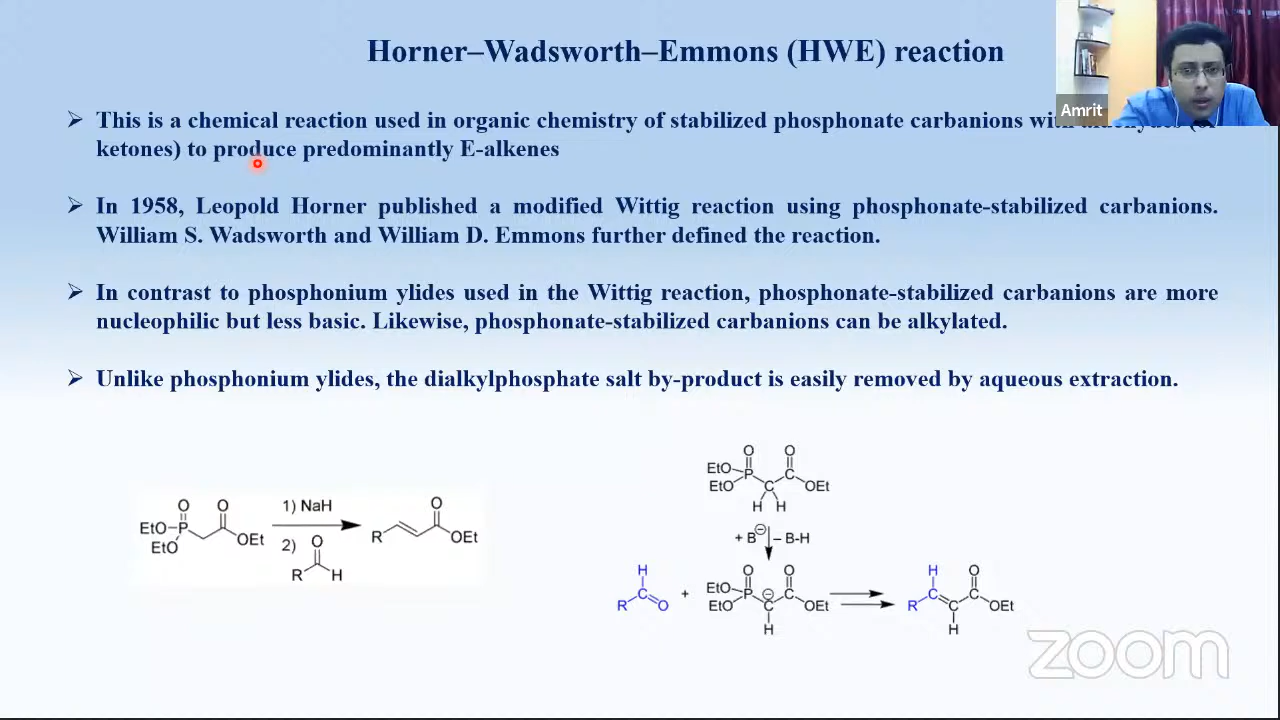 Horner–Wadsworth–Emmons (HWE) reaction
Amrit
➢ This is a chemical reaction used in organic chemistry of stabilized phosphonate carbanions with aldehydes (or
ketones) to produce predominantly E-alkenes
➢ In 1958, Leopold Horner published a modified Wittig reaction using phosphonate-stabilized carbanions.
William S. Wadsworth and William D. Emmons further defined the reaction.
➢ In contrast to phosphonium ylides used in the Wittig reaction, phosphonate-stabilized carbanions are more
nucleophilic but less basic. Likewise, phosphonate-stabilized carbanions can be alkylated.
➢ Unlike phosphonium ylides, the dialkylphosphate salt by-product is easily removed by aqueous extraction.
O O
EtO P
EtO
OEt
1) NaH
2) O
R H
O
R OEt
O O
EtO P C
EtO C OEt
H H
+ B⊖ – B-H
H
R C O
+
O O
EtO P ⊖ C
EtO C OEt
H
H O
R C C
C OEt
H
zoom